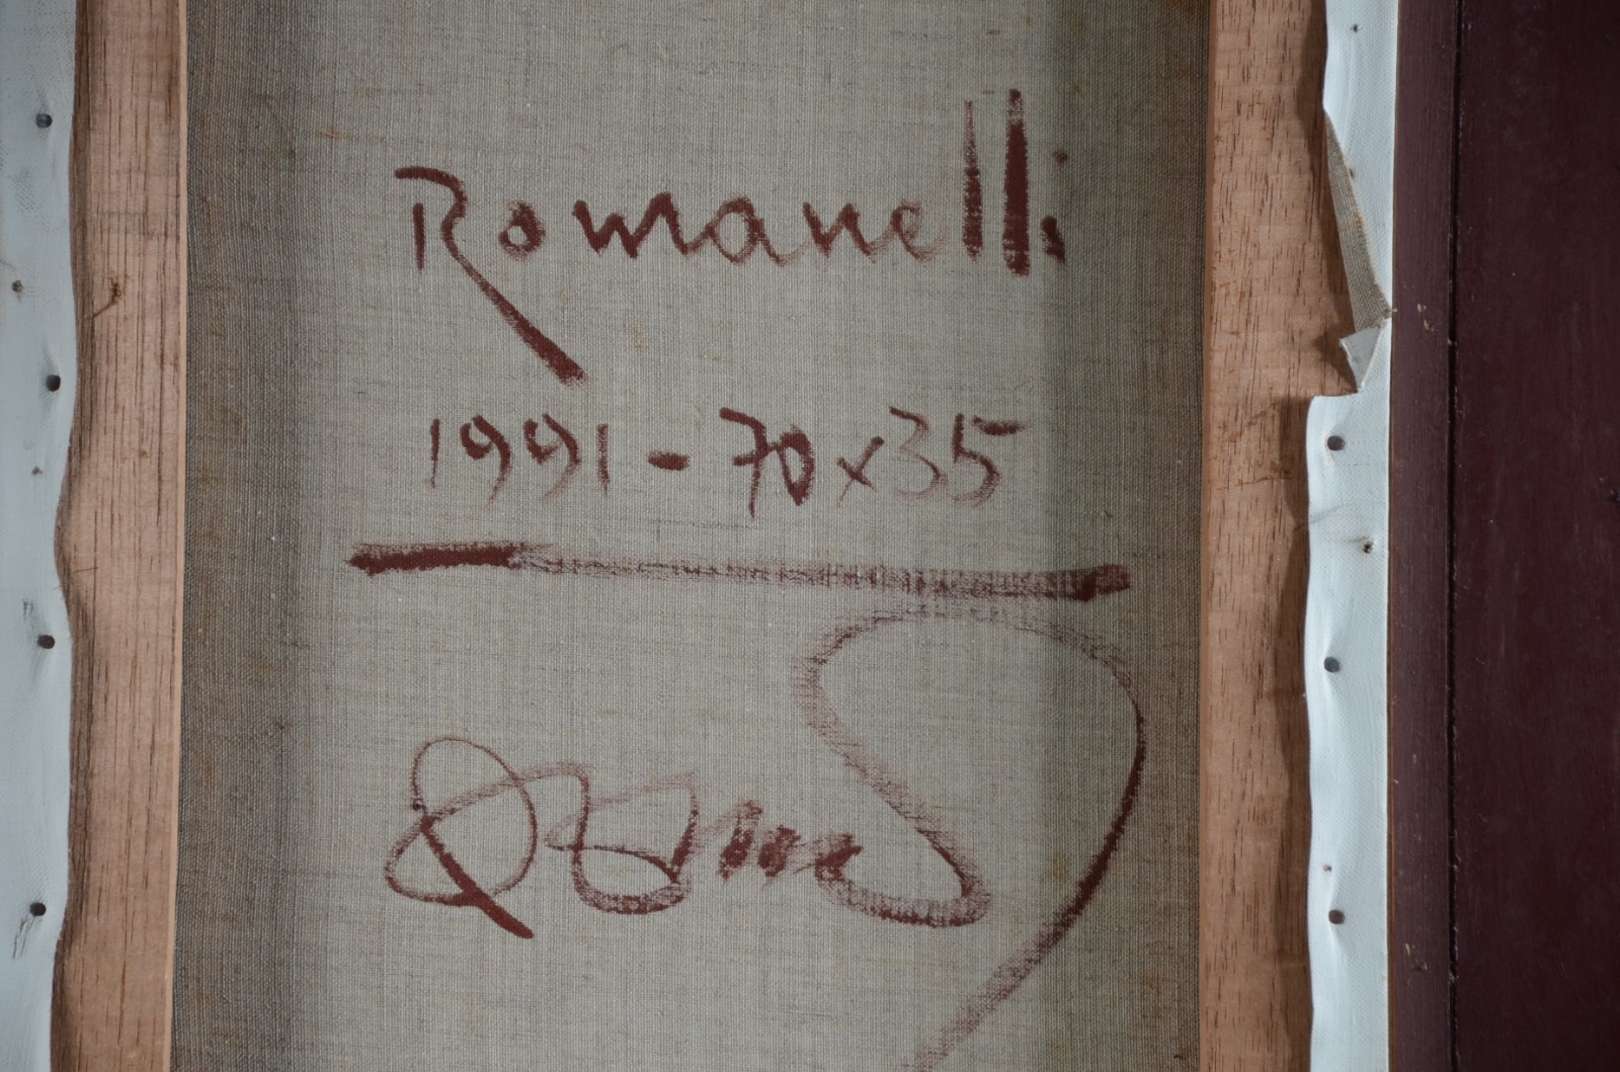 Romanelli
1991 - 70x35